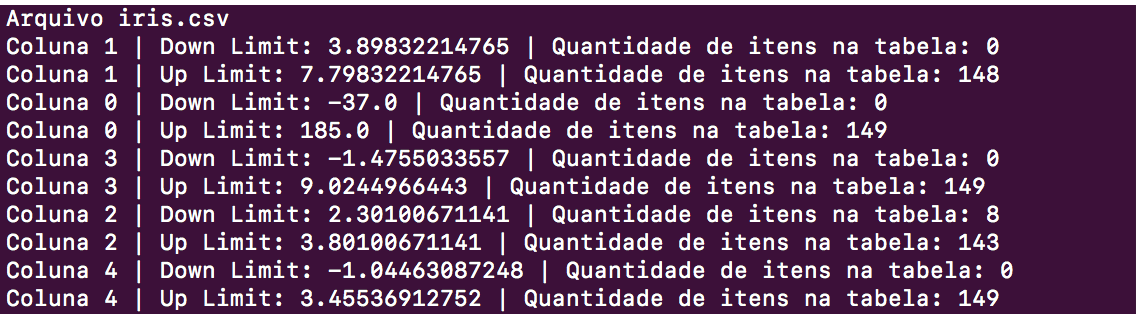 Arquivo iris.csv
Coluna 1 | Down Limit: 3.89832214765 | Quantidade de itens na tabela: 0
Coluna 1 | Up Limit: 7.79832214765 | Quantidade de itens na tabela: 148
Coluna 0 | Down Limit: -37.0 | Quantidade de itens na tabela: 0
Coluna 0 | Up Limit: 185.0 | Quantidade de itens na tabela: 149
Coluna 3 | Down Limit: -1.4755033557 | Quantidade de itens na tabela: 0
Coluna 3 | Up Limit: 9.0244966443 | Quantidade de itens na tabela: 149
Coluna 2 | Down Limit: 2.30100671141 | Quantidade de itens na tabela: 8
Coluna 2 | Up Limit: 3.80100671141 | Quantidade de itens na tabela: 143
Coluna 4 | Down Limit: -1.04463087248 | Quantidade de itens na tabela: 0
Coluna 4 | Up Limit: 3.45536912752 | Quantidade de itens na tabela: 149